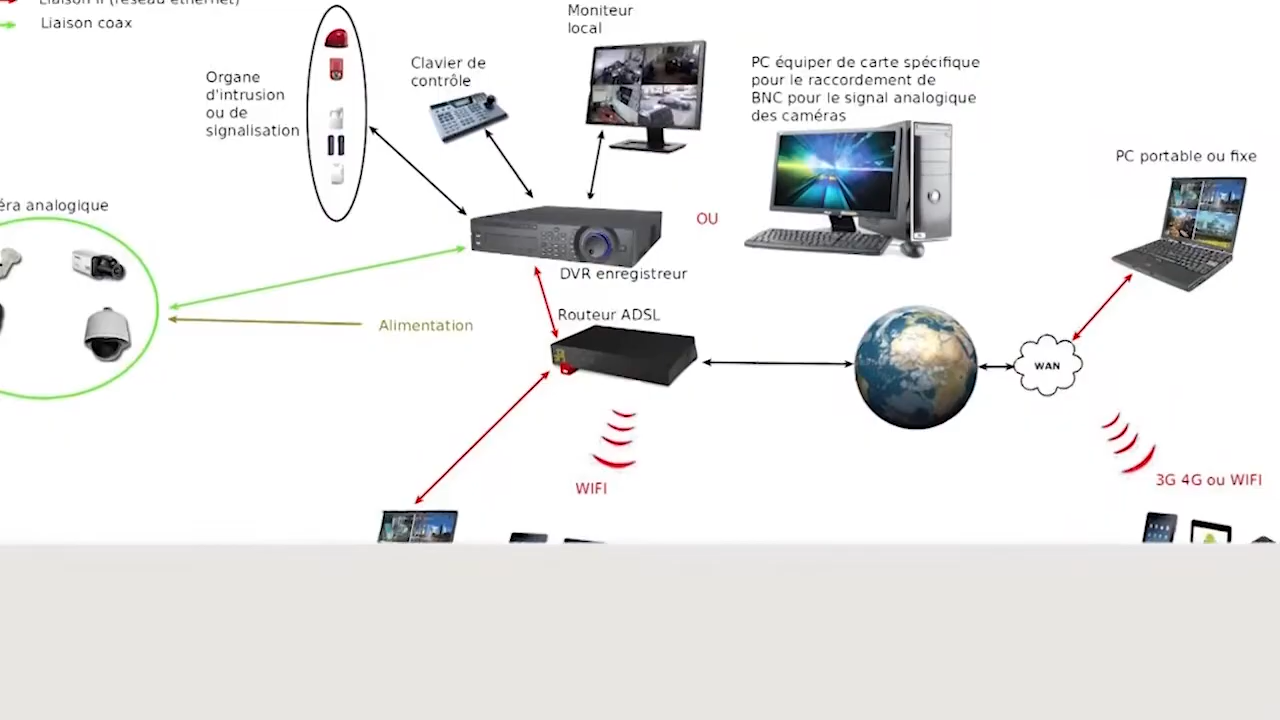 (réseau ethernet)
Liaison coax
Organe
d'intrusion
ou de
signalisation
Clavier de
contrôle
Moniteur
local
PC équiper de carte spécifique
pour le raccordement de
BNC pour le signal analogique
des caméras
PC portable ou fixe
éra analogique
OU
DVR enregistreur
Alimentation
Routeur ADSL
WAN
WIFI
3G 4G ou WIFI